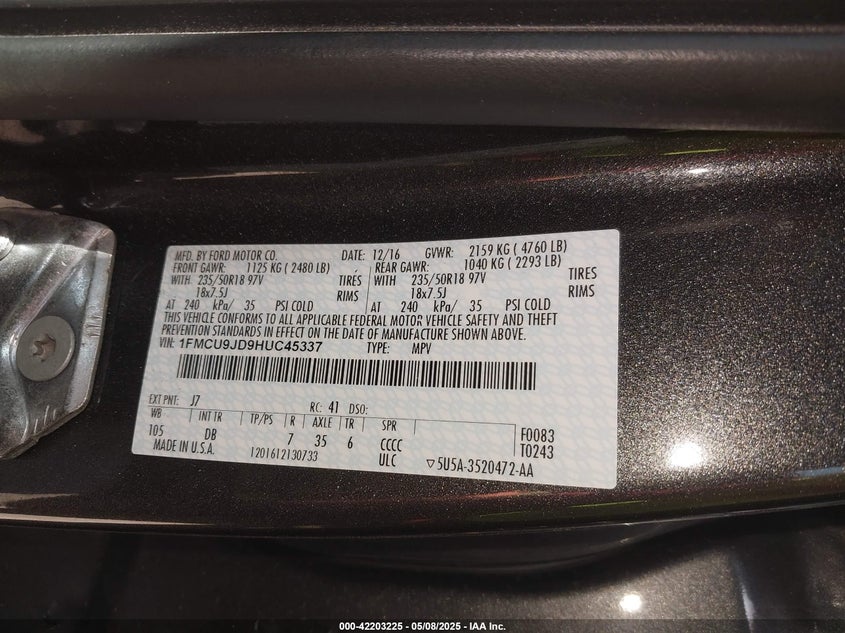 MFD. BY FORD MOTOR CO. DATE: 12/16 GVWR: 2159 KG ( 4760 LB)
FRONT GAWR: 1125 KG ( 2480 LB) REAR GAWR: 1040 KG ( 2293 LB)
WITH 235/50R18 97V TIRES WITH 235/50R18 97V TIRES
18x7.5J RIMS 18x7.5J RIMS
AT 240 kPa/ 35 PSI COLD AT 240 kPa/ 35 PSI COLD
THIS VEHICLE CONFORMS TO ALL APPLICABLE FEDERAL MOTOR VEHICLE SAFETY AND THEFT
PREVENTION STANDARDS IN EFFECT ON THE DATE OF MANUFACTURE SHOWN ABOVE.
VIN: 1FMCU9JD9HUC45337 TYPE: MPV
EXT PNT: J7 RC: 41 DSO:
WB INT TR TP/PS R AXLE TR SPR
105 DB 7 35 6 CCCC F0083
MADE IN U.S.A. 1201612130733 ULC T0243
▽5U5A-3520472-AA
000-42203225 - 05/08/2025 - IAA Inc.